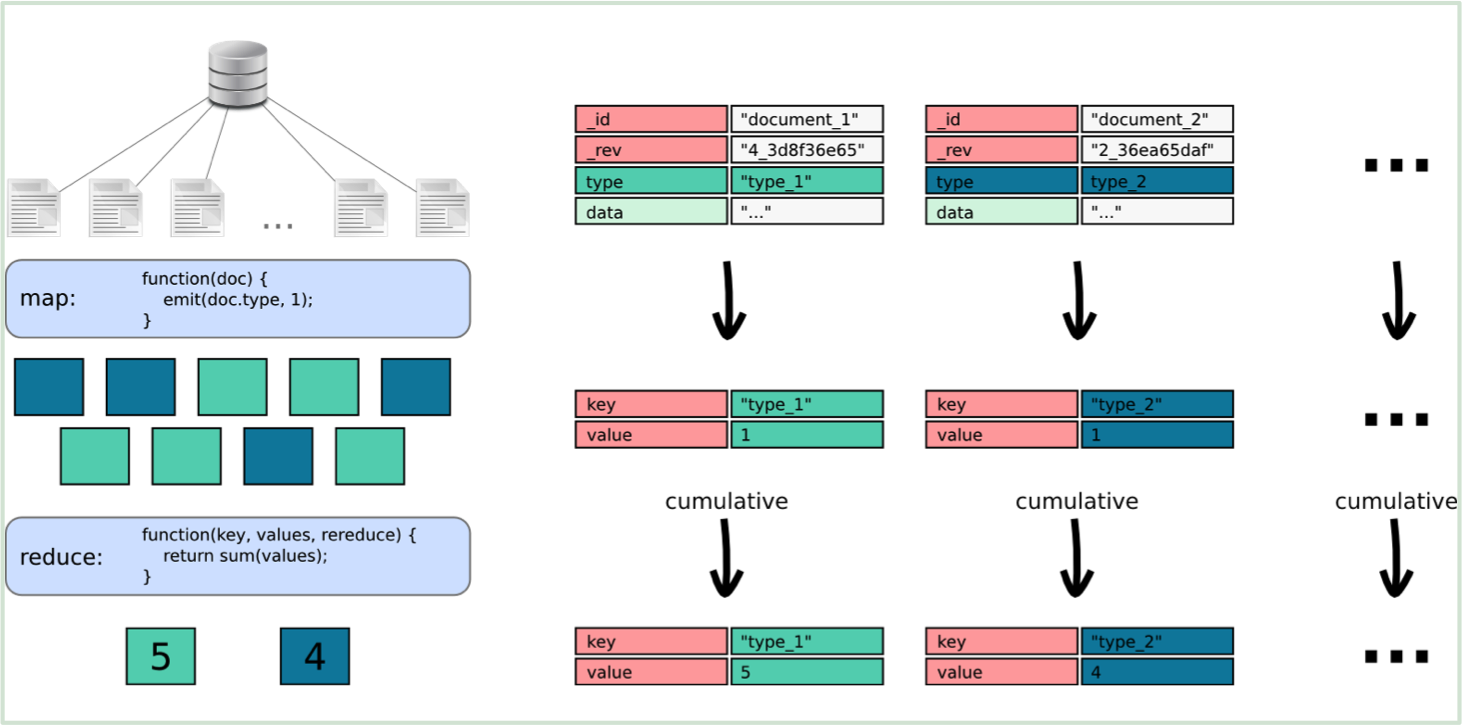 ...
map:
function(doc) {
emit(doc.type, 1);
}
reduce:
function(key, values, rereduce) {
return sum(values);
}
5 4
_id "document_1" _id "document_2"
_rev "4_3d8f36e65" _rev "2_36ea65daf"
type "type_1" type type_2
data "..." data "..."
...
key "type_1" key "type_2"
value 1 value 1
...
cumulative cumulative cumulative
key "type_1" key "type_2"
value 5 value 4
...